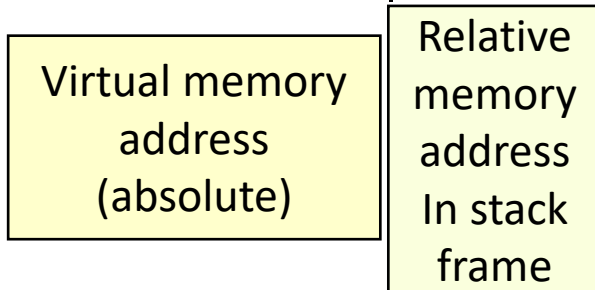 Virtual memory
address
(absolute)
Relative
memory
address
In stack
frame